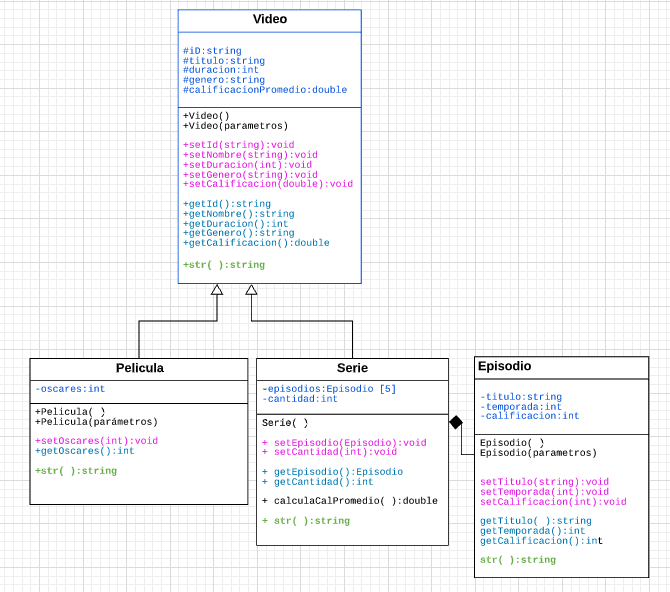 Video
#iD:string
#titulo:string
#duracion:int
#genero:string
#calificacionPromedio:double
+Video()
+Video(parametros)
+setId(string):void
+setNombre(string):void
+setDuracion(int):void
+setGenero(string):void
+setCalificacion(double):void
+getId():string
+getNombre():string
+getDuracion():int
+getGenero():string
+getCalificacion():double
+str( ):string
Pelicula
-oscares:int
+Pelicula( )
+Pelicula(parámetros)
+setOscares(int):void
+getOscares():int
+str( ):string
Serie
-episodios:Episodio [5]
-cantidad:int
Serie( )
+ setEpisodio(Episodio):void
+ setCantidad(int):void
+ getEpisodio():Episodio
+ getCantidad():int
+ calculaCalPromedio( ):double
+ str( ):string
Episodio
-titulo:string
-temporada:int
-calificacion:int
Episodio( )
Episodio(parametros)
setTitulo(string):void
setTemporada(int):void
setCalificacion(int):void
getTitulo( ):string
getTemporada():int
getCalificacion():int
str( ):string